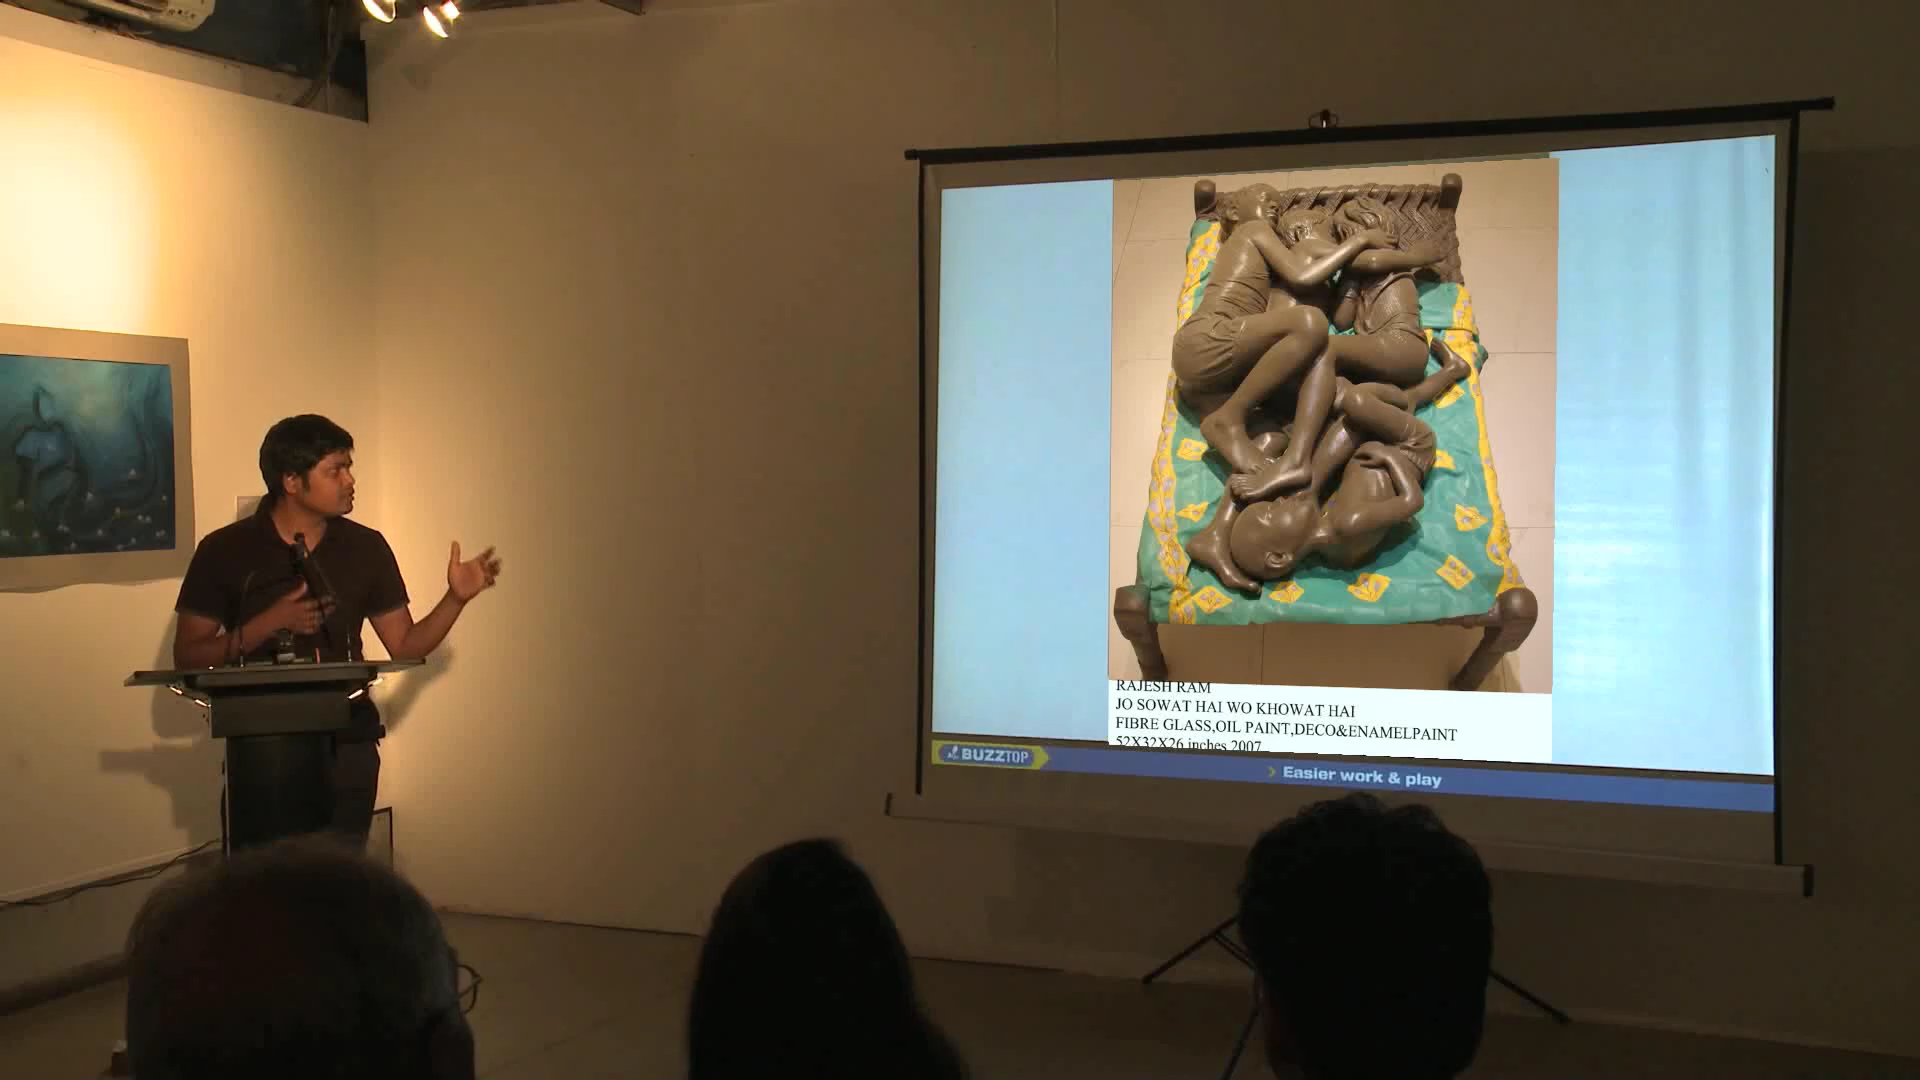 RAJESH RAM
JO SOWAT HAI WO KHOWAT HAI
FIBRE GLASS,OIL PAINT,DECO&ENAMELPAINT
52X32X26 inches 2007
BUZZTOP
Easier work & play